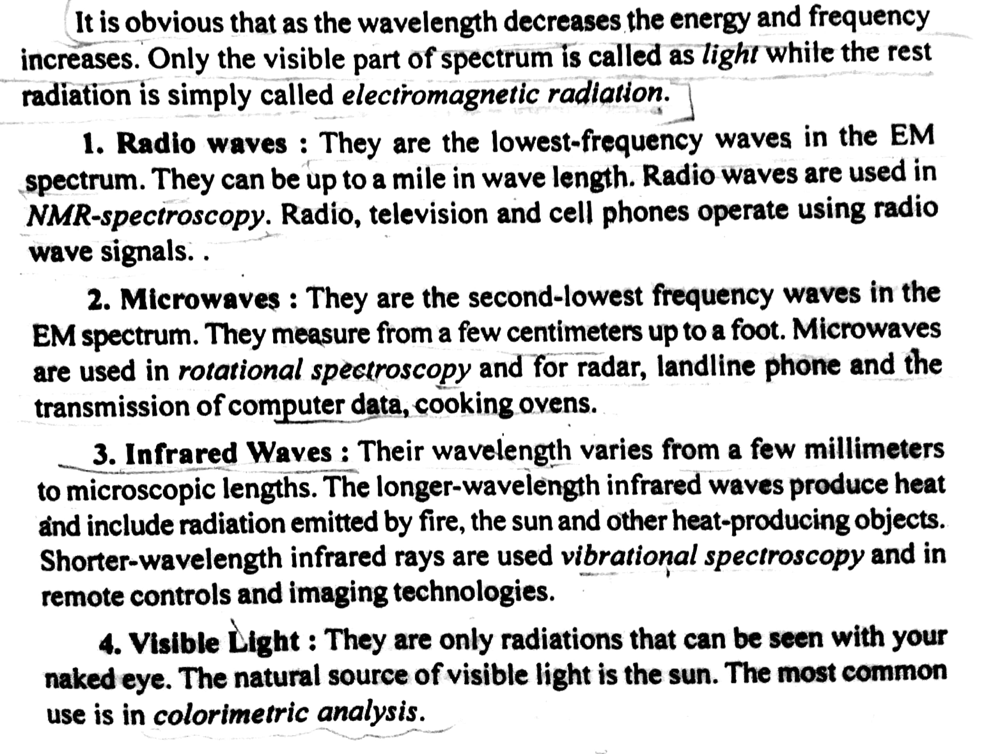 It is obvious that as the wavelength decreases the energy and frequency
increases. Only the visible part of spectrum is called as light while the rest
radiation is simply called electromagnetic radiation.
1. Radio waves : They are the lowest-frequency waves in the EM
spectrum. They can be up to a mile in wave length. Radio waves are used in
NMR-spectroscopy. Radio, television and cell phones operate using radio
wave signals. .
2. Microwaves : They are the second-lowest frequency waves in the
EM spectrum. They measure from a few centimeters up to a foot. Microwaves
are used in rotational spectroscopy and for radar, landline phone and the
transmission of computer data, cooking ovens.
3. Infrared Waves : Their wavelength varies from a few millimeters
to microscopic lengths. The longer-wavelength infrared waves produce heat
and include radiation emitted by fire, the sun and other heat-producing objects.
Shorter-wavelength infrared rays are used vibrational spectroscopy and in
remote controls and imaging technologies.
4. Visible Light : They are only radiations that can be seen with your
naked eye. The natural source of visible light is the sun. The most common
use is in colorimetric analysis.